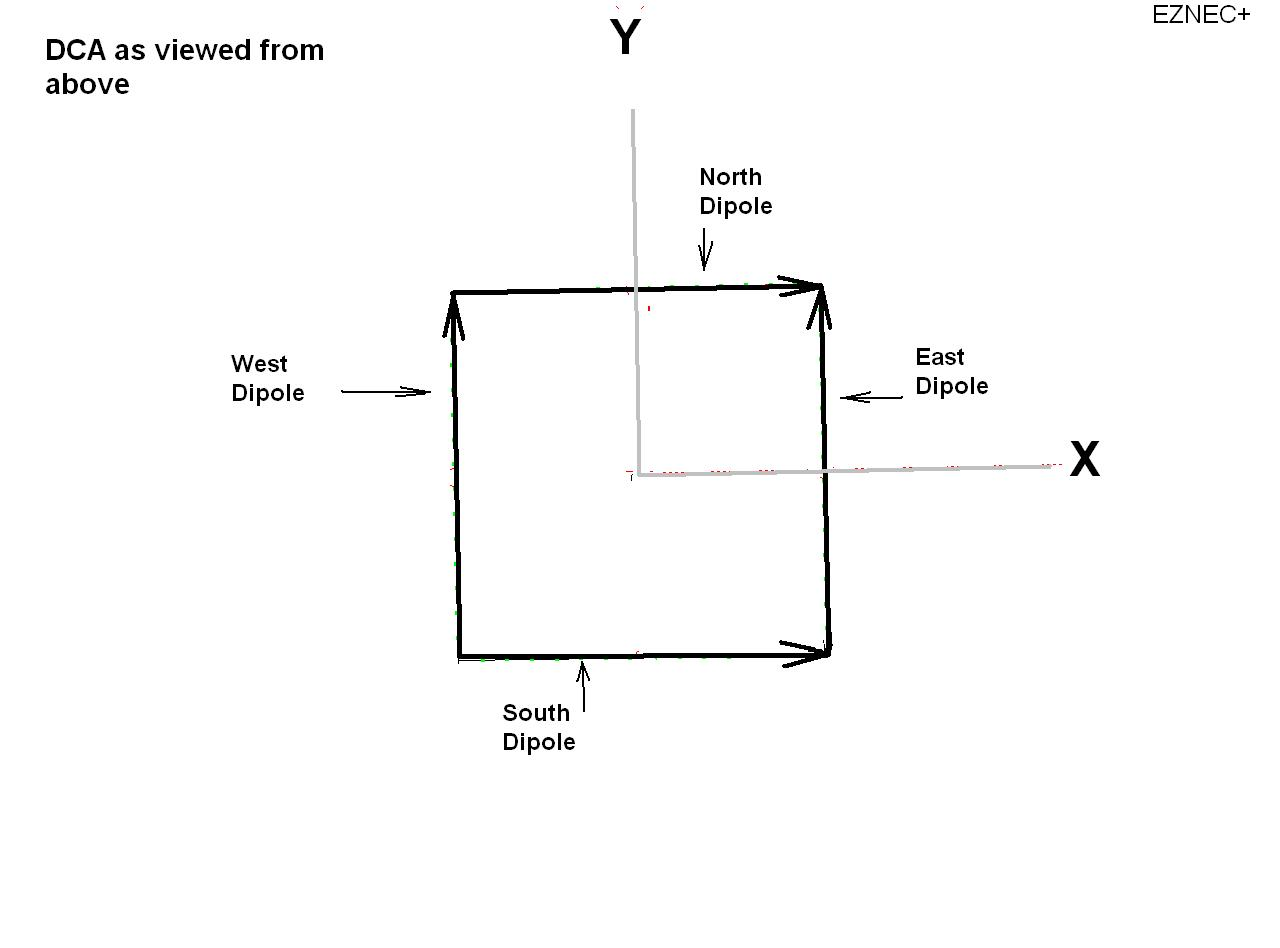 EZNEC+
DCA as viewed from
above
Y
North
Dipole
West
Dipole
East
Dipole
X
South
Dipole